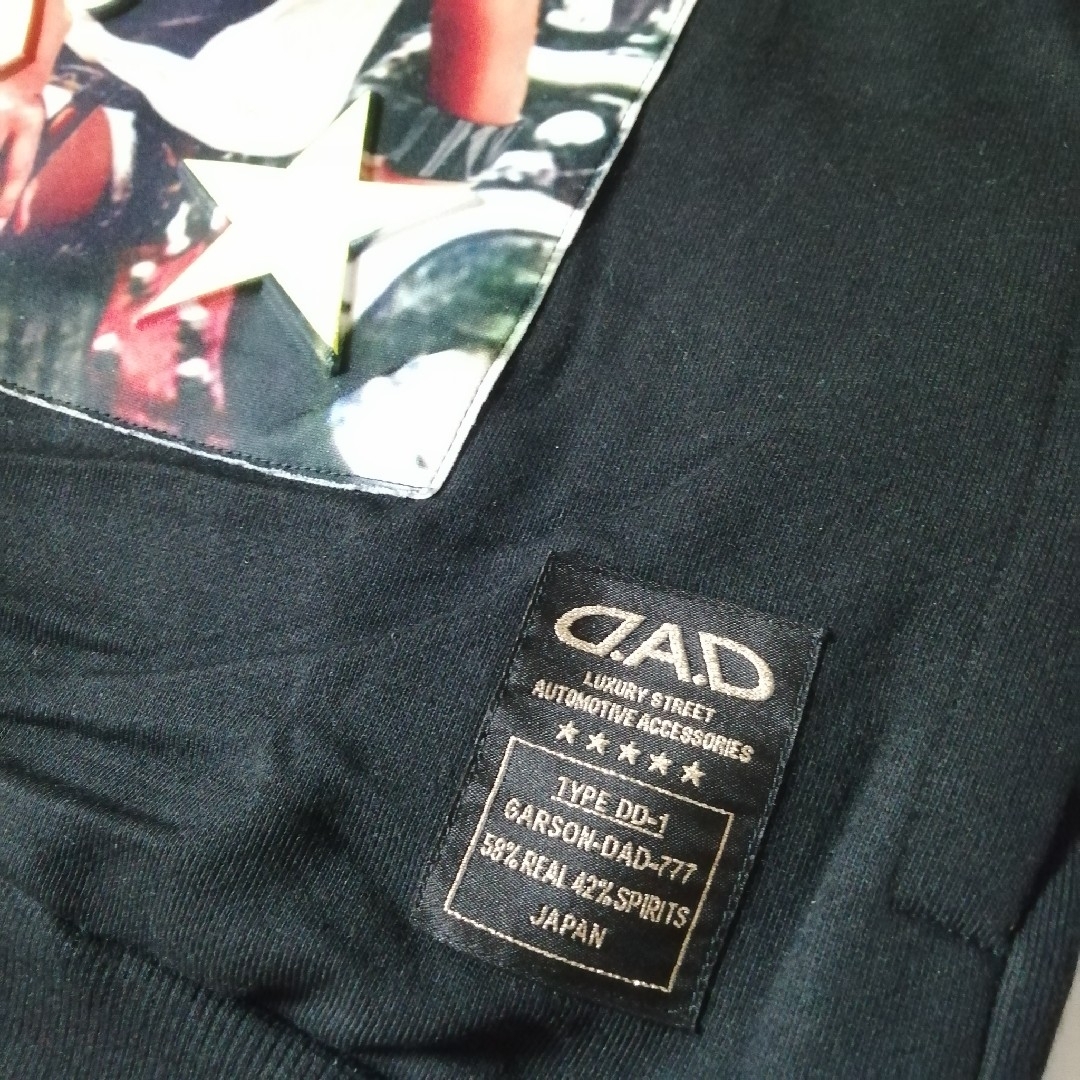 D.A.D
LUXURY STREET
AUTOMOTIVE ACCESSORIES
★★★★★
TYPE DD-1
GARSON-DAD-777
58% REAL 42% SPIRITS
JAPAN